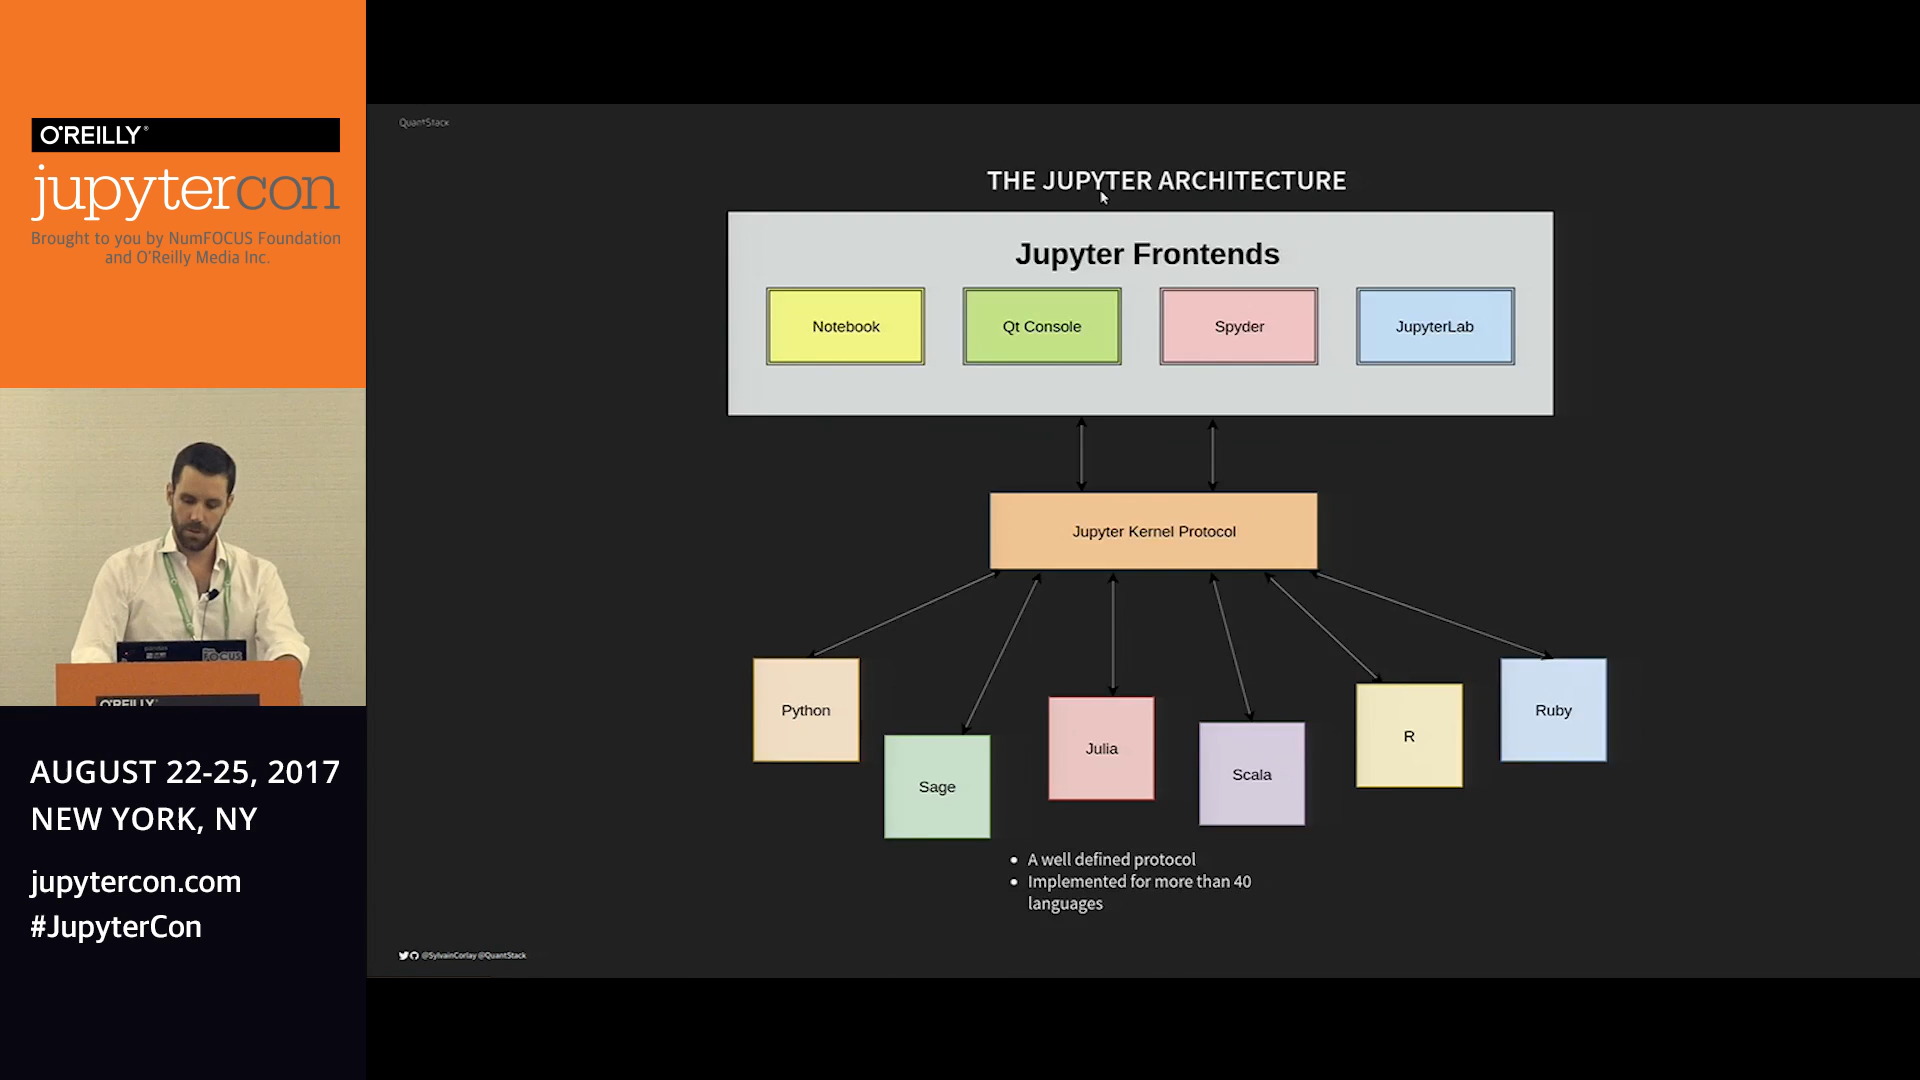 O'REILLY®
jupytercon
Brought to you by NumFOCUS Foundation
and O'Reilly Media Inc.
FOCUS
O'REILLY
AUGUST 22-25, 2017
NEW YORK, NY
jupytercon.com
#JupyterCon
QuantStack
THE JUPYTER ARCHITECTURE
Jupyter Frontends
Notebook
Qt Console
Spyder
JupyterLab
Jupyter Kernel Protocol
Python
Sage
Julia
Scala
R
Ruby
• A well defined protocol
• Implemented for more than 40
languages
@SylvainCorlay @QuantStack